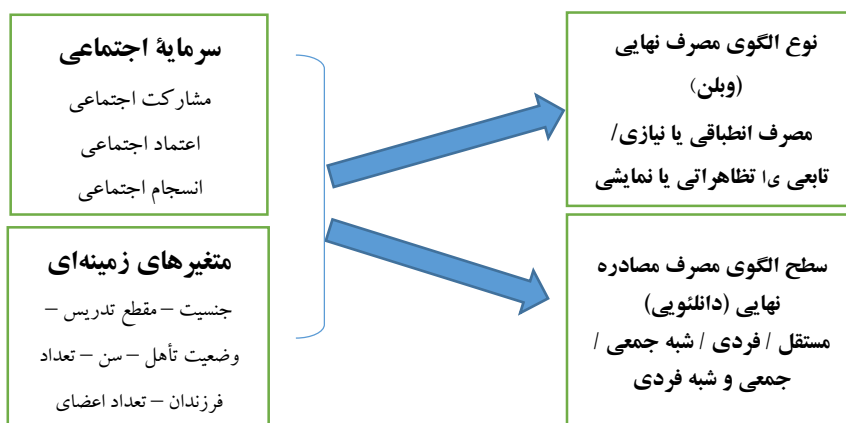 سرمایۀ اجتماعی
مشارکت اجتماعی
اعتماد اجتماعی
انسجام اجتماعی
متغیرهای زمینه‌ای
جنسیت – مقطع تدریس –
وضعیت تأهل – سن – تعداد
فرزندان – تعداد اعضای
نوع الگوی مصرف نهایی
(وبلن)
مصرف انطباقی یا نیازی/
تابعی یا تظاهراتی یا نمایشی
سطح الگوی مصرف مصادره
نهایی (دانلئویی)
مستقل / فردی / شبه جمعی /
جمعی و شبه فردی